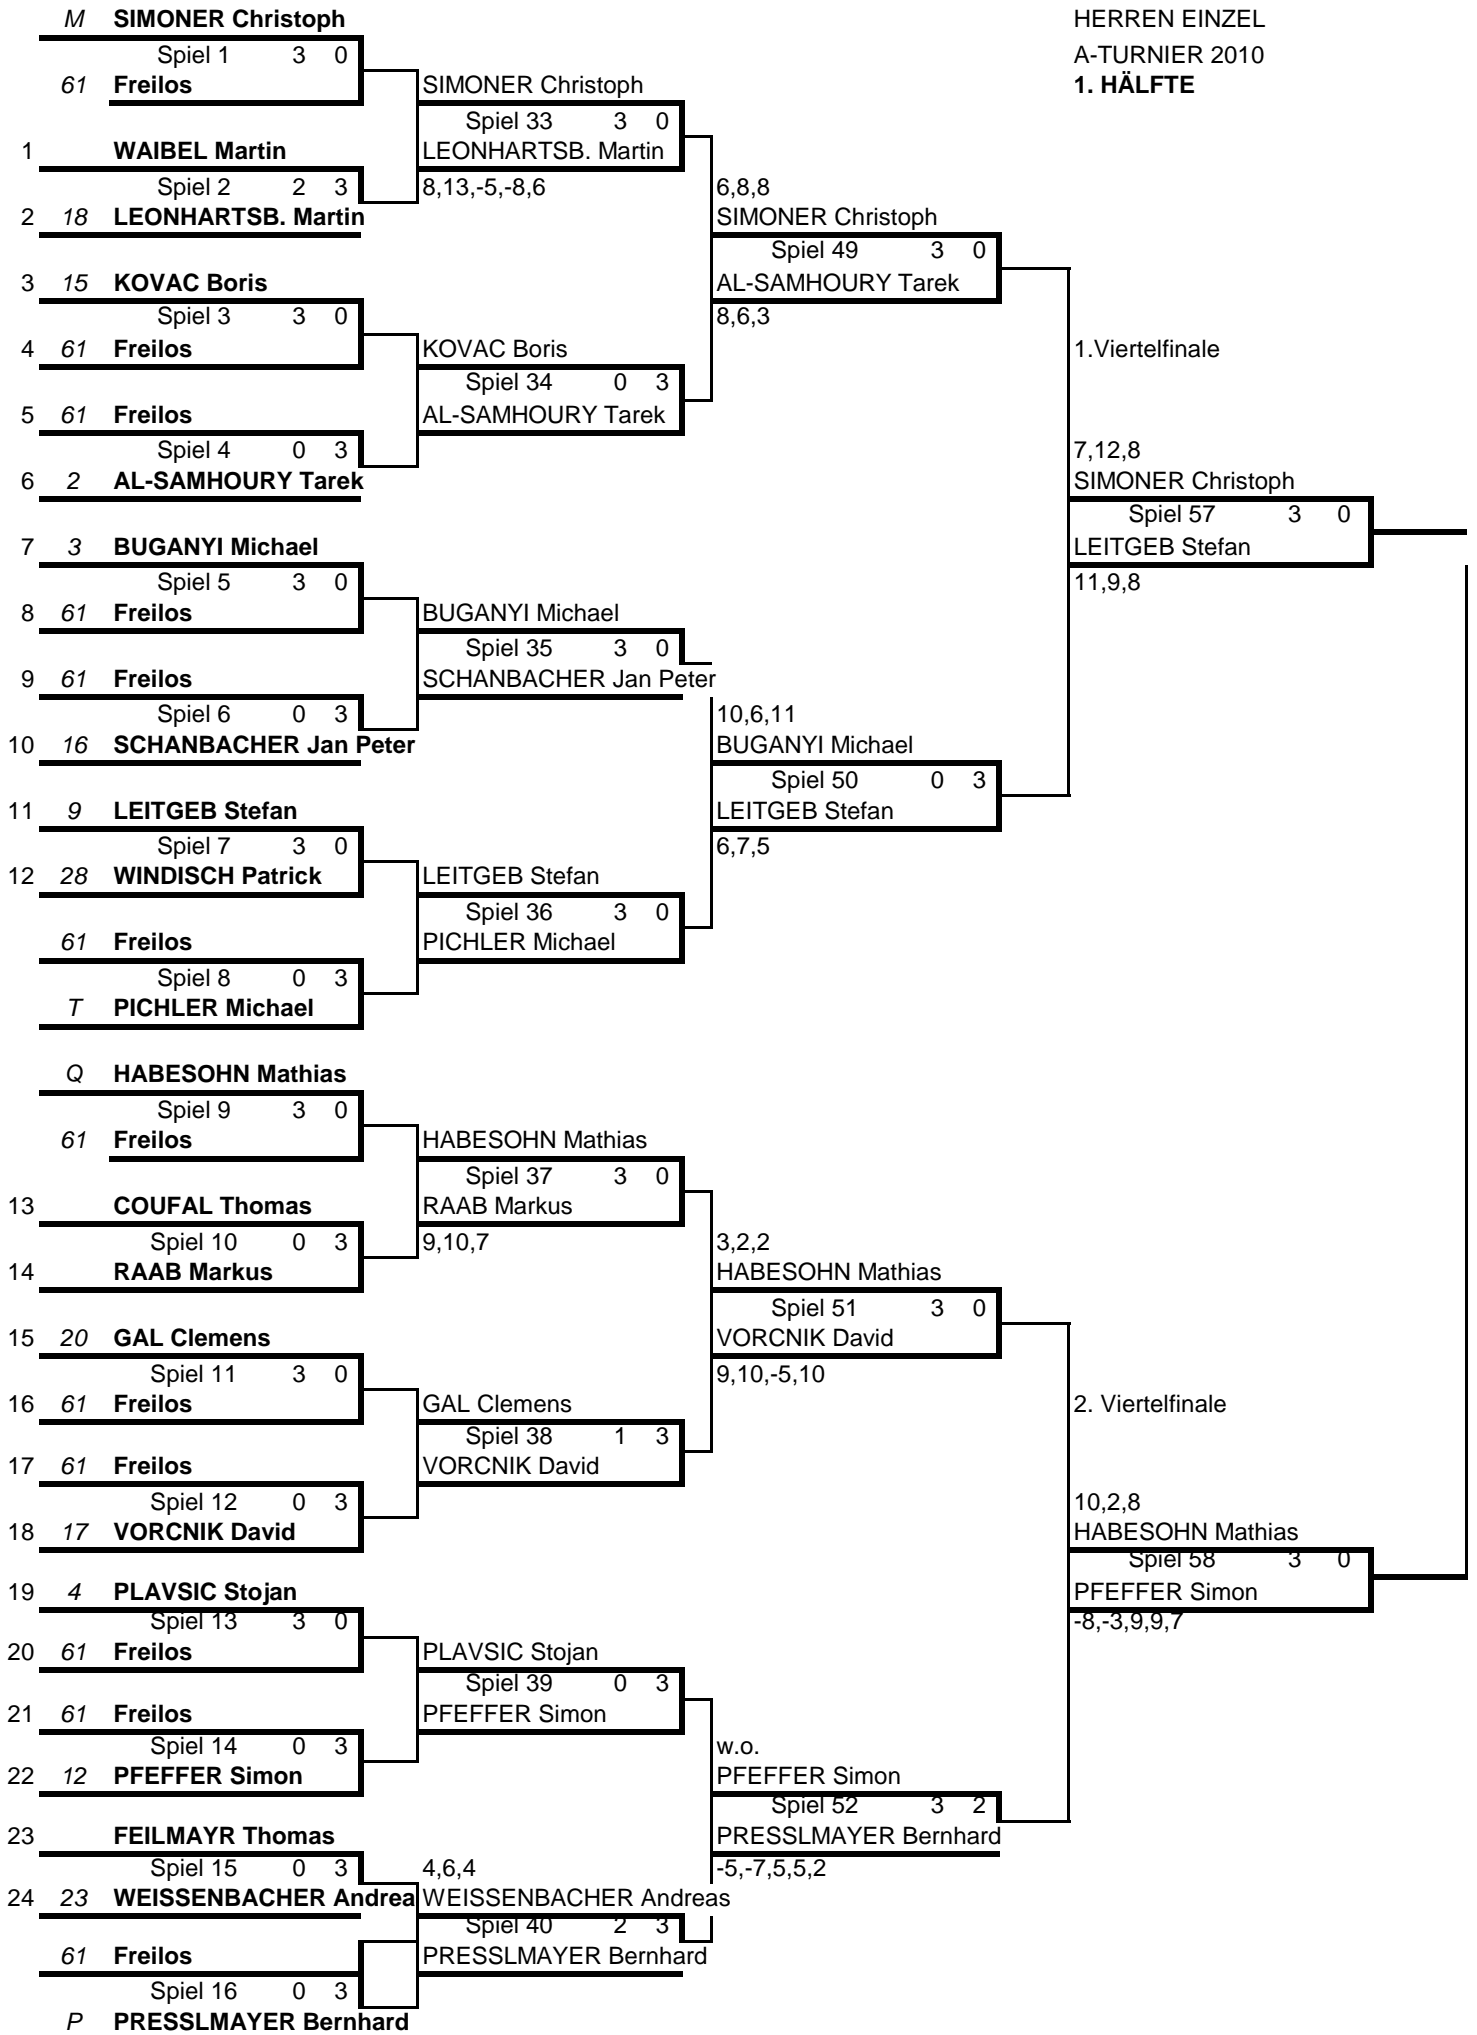 M SIMONER Christoph HERREN EINZEL
Spiel 1 3 0 A-TURNIER 2010
61 Freilos SIMONER Christoph 1. HÄLFTE
Spiel 33 3 0
1 WAIBEL Martin LEONHARTSB. Martin
Spiel 2 2 3 8,13,-5,-8,6 6,8,8
2 18 LEONHARTSB. Martin SIMONER Christoph
Spiel 49 3 0
3 15 KOVAC Boris AL-SAMHOURY Tarek
Spiel 3 3 0 8,6,3
4 61 Freilos KOVAC Boris 1.Viertelfinale
Spiel 34 0 3
5 61 Freilos AL-SAMHOURY Tarek
Spiel 4 0 3 7,12,8
6 2 AL-SAMHOURY Tarek SIMONER Christoph
Spiel 57 3 0
7 3 BUGANYI Michael LEITGEB Stefan
Spiel 5 3 0 11,9,8
8 61 Freilos BUGANYI Michael
Spiel 35 3 0
9 61 Freilos SCHANBACHER Jan Peter
Spiel 6 0 3 10,6,11
10 16 SCHANBACHER Jan Peter BUGANYI Michael
Spiel 50 0 3
11 9 LEITGEB Stefan LEITGEB Stefan
Spiel 7 3 0 6,7,5
12 28 WINDISCH Patrick LEITGEB Stefan
Spiel 36 3 0
61 Freilos PICHLER Michael
Spiel 8 0 3
T PICHLER Michael
Q HABESOHN Mathias
Spiel 9 3 0
61 Freilos HABESOHN Mathias
Spiel 37 3 0
13 COUFAL Thomas RAAB Markus
Spiel 10 0 3 9,10,7 3,2,2
14 RAAB Markus HABESOHN Mathias
Spiel 51 3 0
15 20 GAL Clemens VORCNIK David
Spiel 11 3 0 9,10,-5,10
16 61 Freilos GAL Clemens 2. Viertelfinale
Spiel 38 1 3
17 61 Freilos VORCNIK David
Spiel 12 0 3 10,2,8
18 17 VORCNIK David HABESOHN Mathias
Spiel 58 3 0
19 4 PLAVSIC Stojan PFEFFER Simon
Spiel 13 3 0 -8,-3,9,9,7
20 61 Freilos PLAVSIC Stojan
Spiel 39 0 3
21 61 Freilos PFEFFER Simon
Spiel 14 0 3 w.o.
22 12 PFEFFER Simon PFEFFER Simon
Spiel 52 3 2
23 FEILMAYR Thomas PRESSLMAYER Bernhard
Spiel 15 0 3 4,6,4 -5,-7,5,5,2
24 23 WEISSENBACHER Andrea WEISSENBACHER Andreas
Spiel 40 2 3
61 Freilos PRESSLMAYER Bernhard
Spiel 16 0 3
P PRESSLMAYER Bernhard